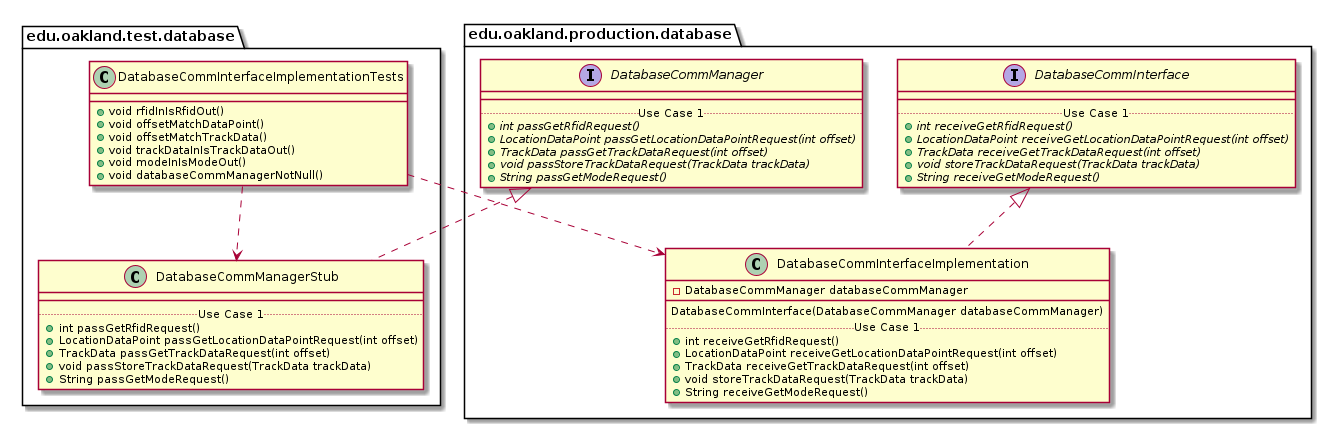 edu.oakland.test.database
C DatabaseCommInterfaceImplementationTests
void rfidInIsRfidOut()
void offsetMatchDataPoint()
void offsetMatchTrackData()
void trackDataInIsTrackDataOut()
void modeInIsModeOut()
void databaseCommManagerNotNull()
C DatabaseCommManagerStub
Use Case 1
int passGetRfidRequest()
LocationDataPoint passGetLocationDataPointRequest(int offset)
TrackData passGetTrackDataRequest(int offset)
void passStoreTrackDataRequest(TrackData trackData)
String passGetModeRequest()
edu.oakland.production.database
I DatabaseCommManager
Use Case 1
int passGetRfidRequest()
LocationDataPoint passGetLocationDataPointRequest(int offset)
TrackData passGetTrackDataRequest(int offset)
void passStoreTrackDataRequest(TrackData trackData)
String passGetModeRequest()
I DatabaseCommInterface
Use Case 1
int receiveGetRfidRequest()
LocationDataPoint receiveGetLocationDataPointRequest(int offset)
TrackData receiveGetTrackDataRequest(int offset)
void storeTrackDataRequest(TrackData trackData)
String receiveGetModeRequest()
C DatabaseCommInterfaceImplementation
DatabaseCommManager databaseCommManager
DatabaseCommInterface(DatabaseCommManager databaseCommManager)
Use Case 1
int receiveGetRfidRequest()
LocationDataPoint receiveGetLocationDataPointRequest(int offset)
TrackData receiveGetTrackDataRequest(int offset)
void storeTrackDataRequest(TrackData trackData)
String receiveGetModeRequest()